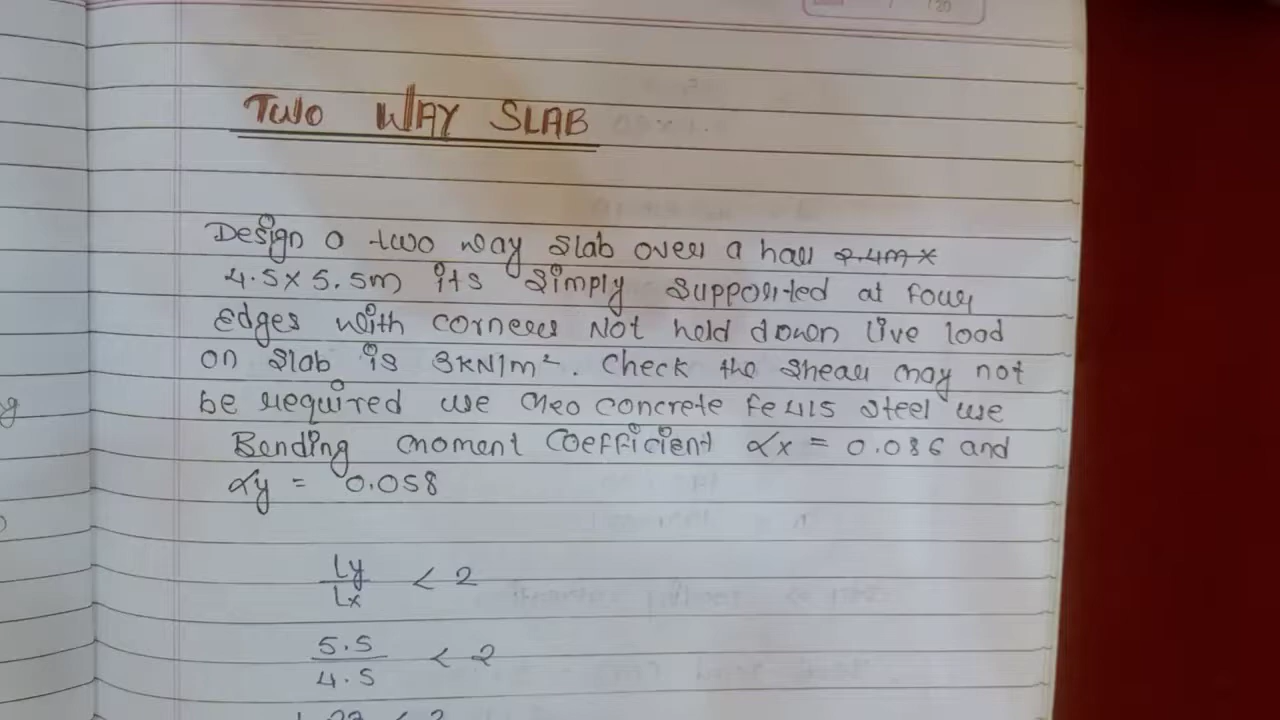 TWO WAY SLAB
Design a two way slab over a hall
4.5 x 5.5m its simply supported at four
edges with corners Not held down live load
on slab is 3KN/m². Check the shear may not
be required use M20 concrete Fe415 steel use
Bending moment coefficient αx = 0.086 and
αy = 0.058
Ly/Lx < 2
5.5/4.5 < 2